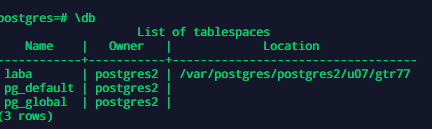 postgres=# \db
List of tablespaces
Name | Owner | Location
------------+-----------+----------------------------------
laba | postgres2 | /var/postgres/postgres2/u07/gtr77
pg_default | postgres2 |
pg_global | postgres2 |
(3 rows)